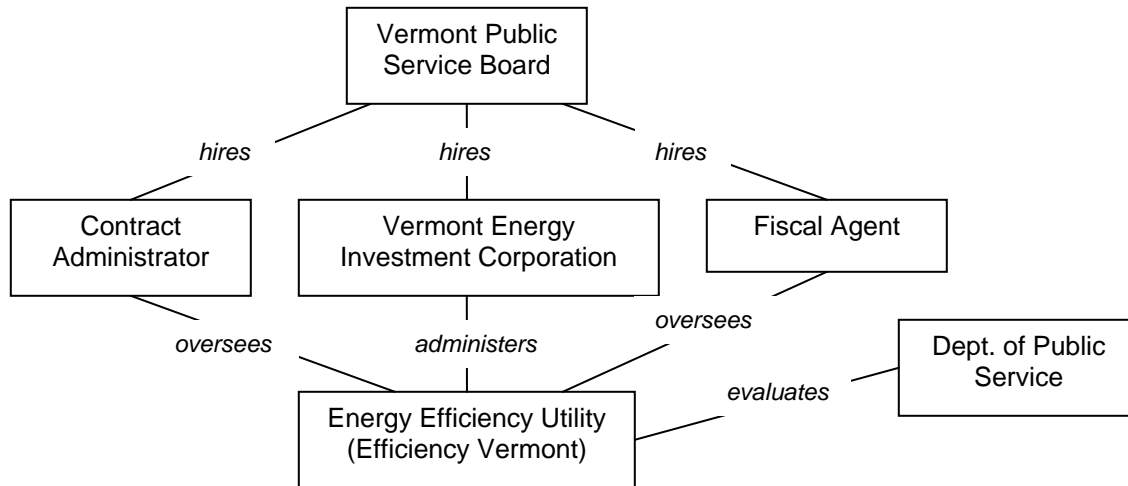 Vermont Public
Service Board
hires
hires
hires
Contract
Administrator
Vermont Energy
Investment Corporation
Fiscal Agent
oversees
administers
oversees
Dept. of Public
Service
evaluates
Energy Efficiency Utility
(Efficiency Vermont)